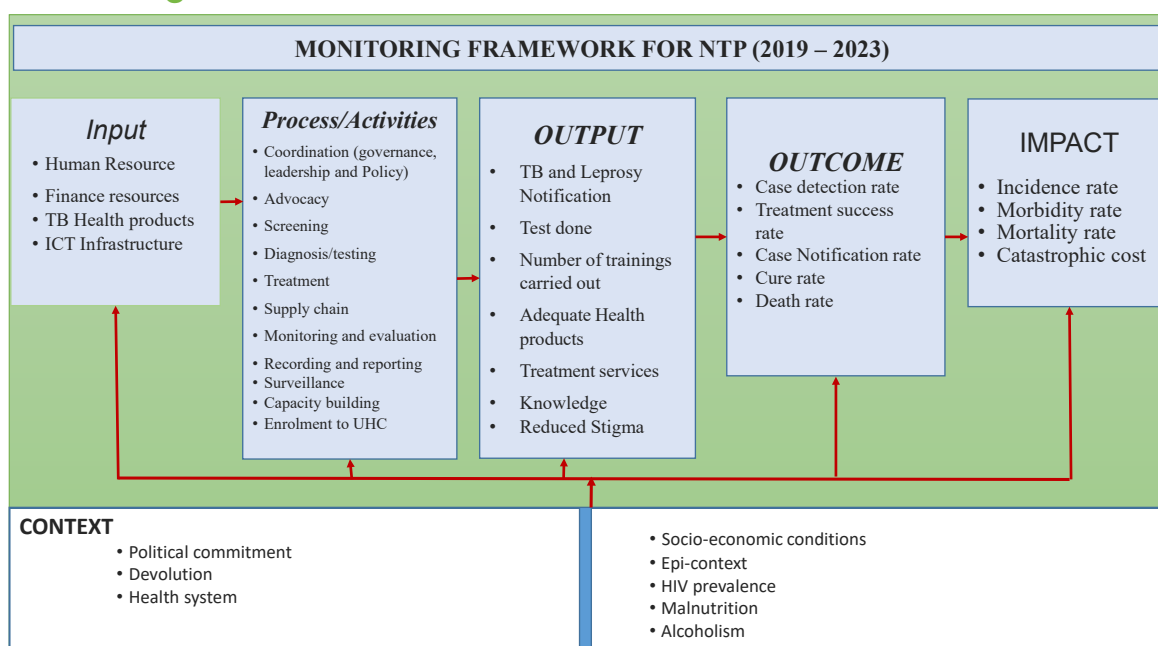 MONITORING FRAMEWORK FOR NTP (2019 – 2023)
Input
• Human Resource
• Finance resources
• TB Health products
• ICT Infrastructure
Process/Activities
• Coordination (governance,
leadership and Policy)
• Advocacy
• Screening
• Diagnosis/testing
• Treatment
• Supply chain
• Monitoring and evaluation
• Recording and reporting
• Surveillance
• Capacity building
• Enrolment to UHC
OUTPUT
• TB and Leprosy
Notification
• Test done
• Number of trainings
carried out
• Adequate Health
products
• Treatment services
• Knowledge
• Reduced Stigma
OUTCOME
• Case detection rate
• Treatment success
rate
• Case Notification rate
• Cure rate
• Death rate
IMPACT
• Incidence rate
• Morbidity rate
• Mortality rate
• Catastrophic cost
CONTEXT
• Political commitment
• Devolution
• Health system
• Socio-economic conditions
• Epi-context
• HIV prevalence
• Malnutrition
• Alcoholism